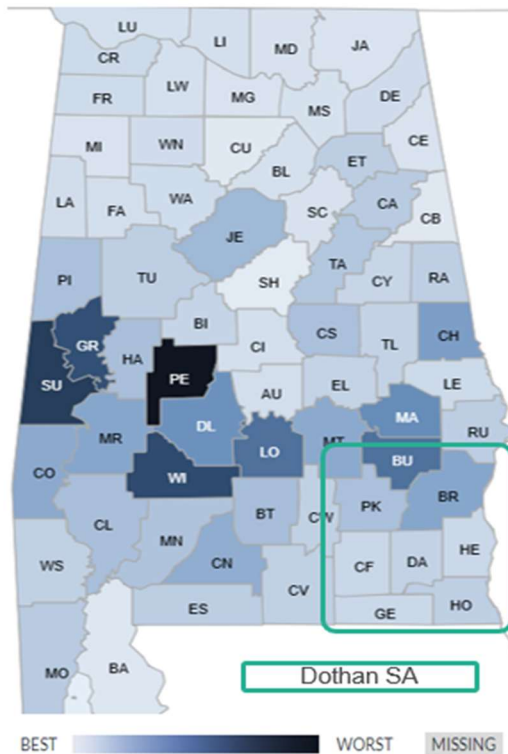 LU
LI
MD
JA
CR
LW
MG
MS
DE
FR
MI
WN
CU
BL
ET
CE
LA
FA
WA
SC
CA
CB
JE
PI
TU
SH
TA
CY
RA
GR
HA
BI
CI
CS
TL
CH
SU
PE
AU
EL
LE
MR
DL
LO
MT
MA
RU
CO
WI
BU
CL
MN
BT
CW
PK
BR
WS
CN
CV
CF
DA
HE
ES
GE
HO
MO
BA
Dothan SA
BEST WORST MISSING